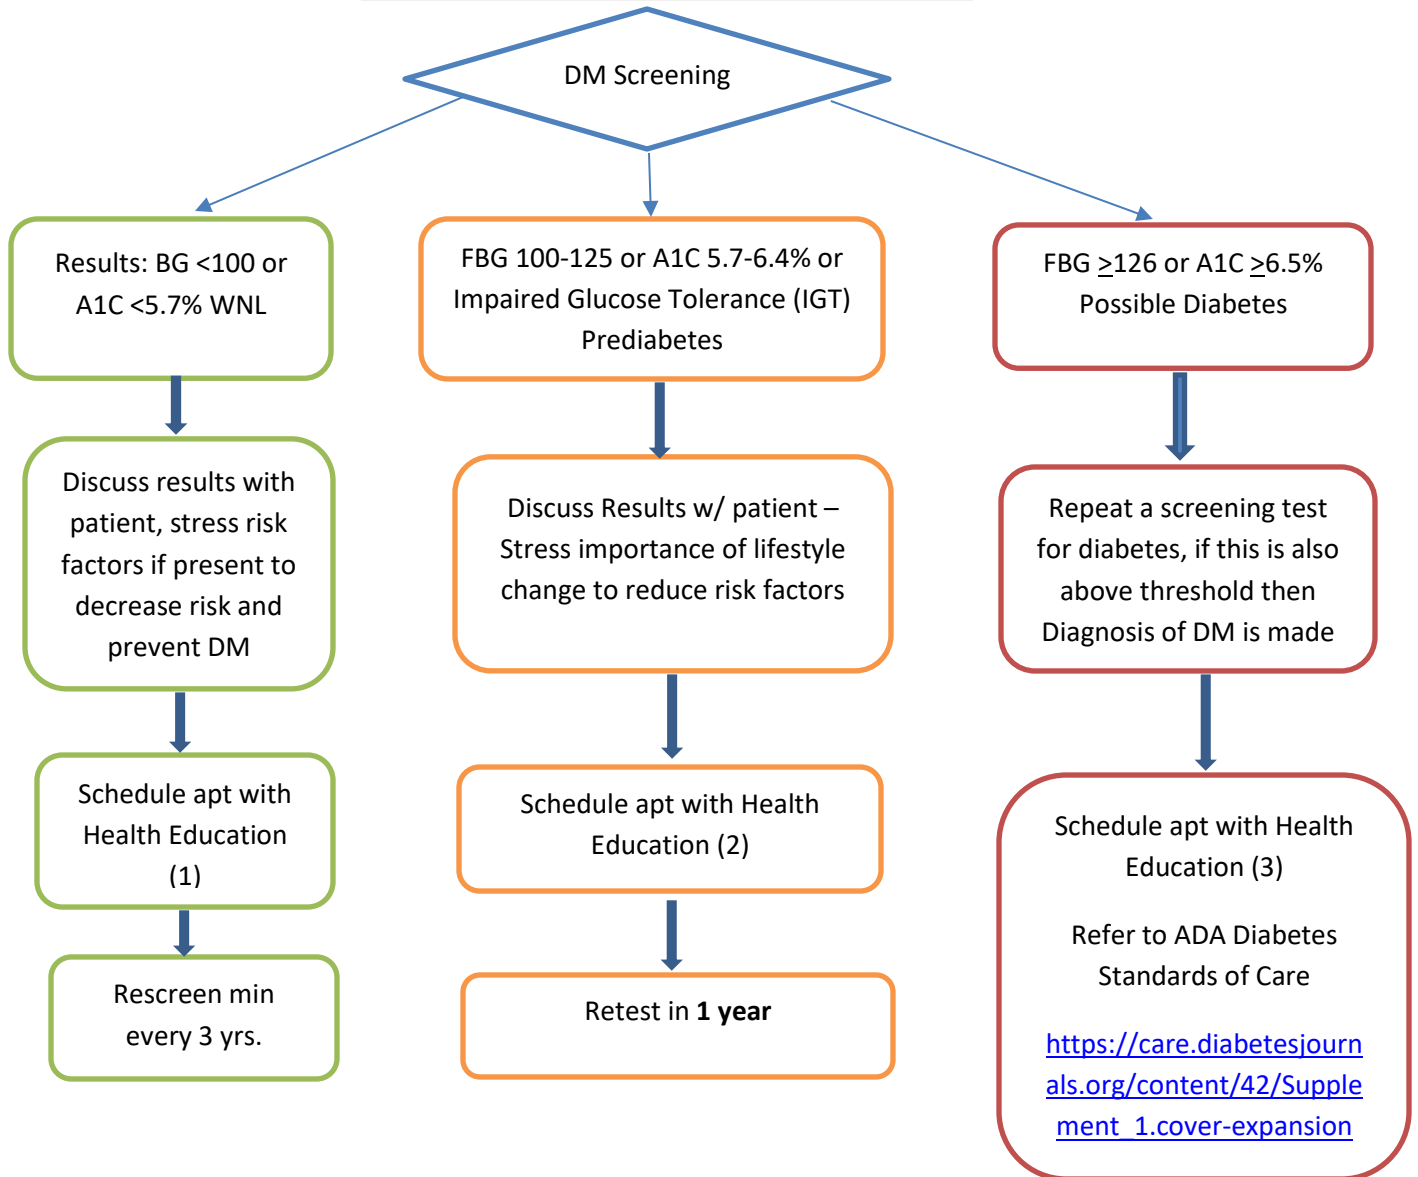 DM Screening
Results: BG <100 or
A1C <5.7% WNL
FBG 100-125 or A1C 5.7-6.4% or
Impaired Glucose Tolerance (IGT)
Prediabetes
FBG ≥126 or A1C ≥6.5%
Possible Diabetes
Discuss results with
patient, stress risk
factors if present to
decrease risk and
prevent DM
Discuss Results w/ patient –
Stress importance of lifestyle
change to reduce risk factors
Repeat a screening test
for diabetes, if this is also
above threshold then
Diagnosis of DM is made
Schedule apt with
Health Education
(1)
Schedule apt with Health
Education (2)
Schedule apt with Health
Education (3)
Refer to ADA Diabetes
Standards of Care
https://care.diabetesjourn
als.org/content/42/Supple
ment_1.cover-expansion
Rescreen min
every 3 yrs.
Retest in 1 year